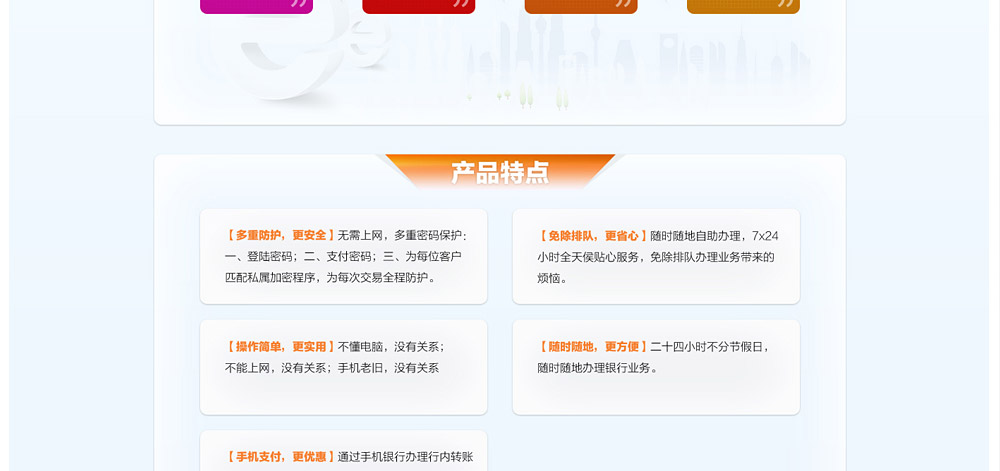 产品特点
【多重防护，更安全】无需上网，多重密码保护：
一、登陆密码；二、支付密码；三、为每位客户
匹配私属加密程序，为每次交易全程防护。
【免除排队，更省心】随时随地自助办理，7x24
小时全天侯贴心服务，免除排队办理业务带来的
烦恼。
【操作简单，更实用】不懂电脑，没有关系；
不能上网，没有关系；手机老旧，没有关系
【随时随地，更方便】二十四小时不分节假日，
随时随地办理银行业务。
【手机支付，更优惠】通过手机银行办理行内转账